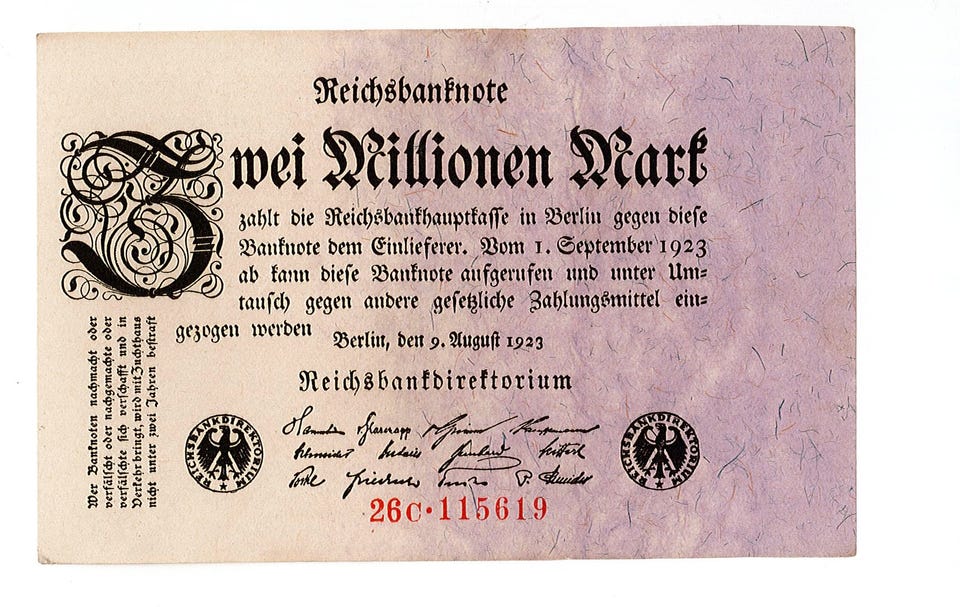 Reichsbanknote
Zwei Millionen Mark
zahlt die Reichsbankhauptkasse in Berlin gegen diese
Banknote dem Einlieferer. Vom 1. September 1923
ab kann diese Banknote aufgerufen und unter Um=
tausch gegen andere gesetzliche Zahlungsmittel ein=
gezogen werden
Berlin, den 9. August 1923
Reichsbankdirektorium
Wer Banknoten nachmacht oder
verfälscht oder nachgemachte oder
verfälschte sich verschafft und in
Verkehr bringt, wird mit Zuchthaus
nicht unter zwei Jahren bestraft
REICHSBANKDIREKTORIUM
REICHSBANKDIREKTORIUM
26C·115619